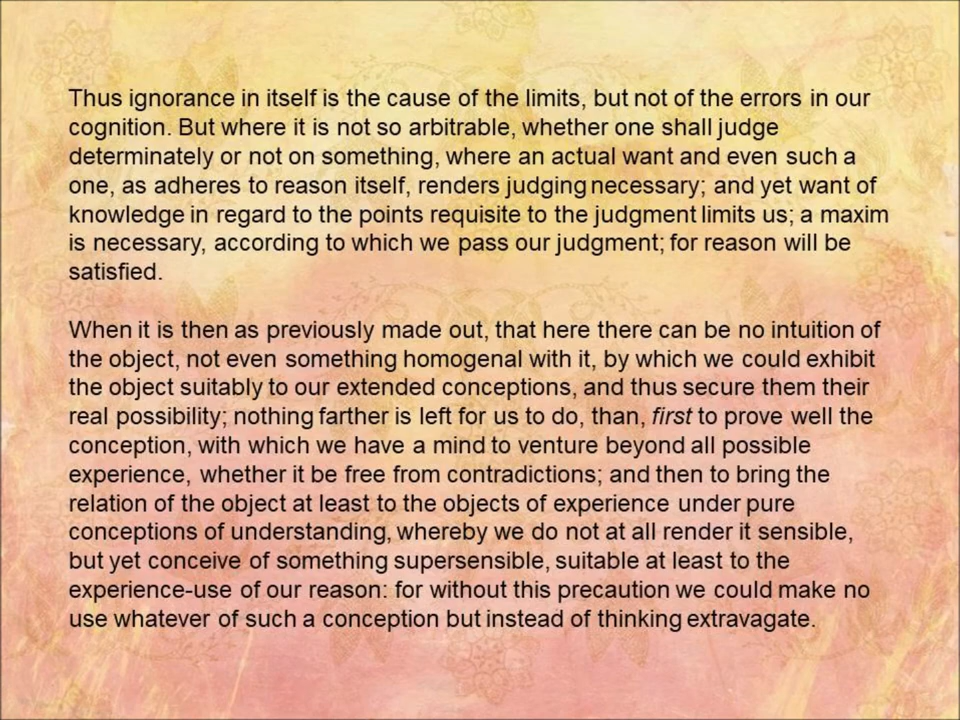 Thus ignorance in itself is the cause of the limits, but not of the errors in our
cognition. But where it is not so arbitrable, whether one shall judge
determinately or not on something, where an actual want and even such a
one, as adheres to reason itself, renders judging necessary; and yet want of
knowledge in regard to the points requisite to the judgment limits us; a maxim
is necessary, according to which we pass our judgment; for reason will be
satisfied.

When it is then as previously made out, that here there can be no intuition of
the object, not even something homogenal with it, by which we could exhibit
the object suitably to our extended conceptions, and thus secure them their
real possibility; nothing farther is left for us to do, than, first to prove well the
conception, with which we have a mind to venture beyond all possible
experience, whether it be free from contradictions; and then to bring the
relation of the object at least to the objects of experience under pure
conceptions of understanding, whereby we do not at all render it sensible,
but yet conceive of something supersensible, suitable at least to the
experience-use of our reason: for without this precaution we could make no
use whatever of such a conception but instead of thinking extravagate.